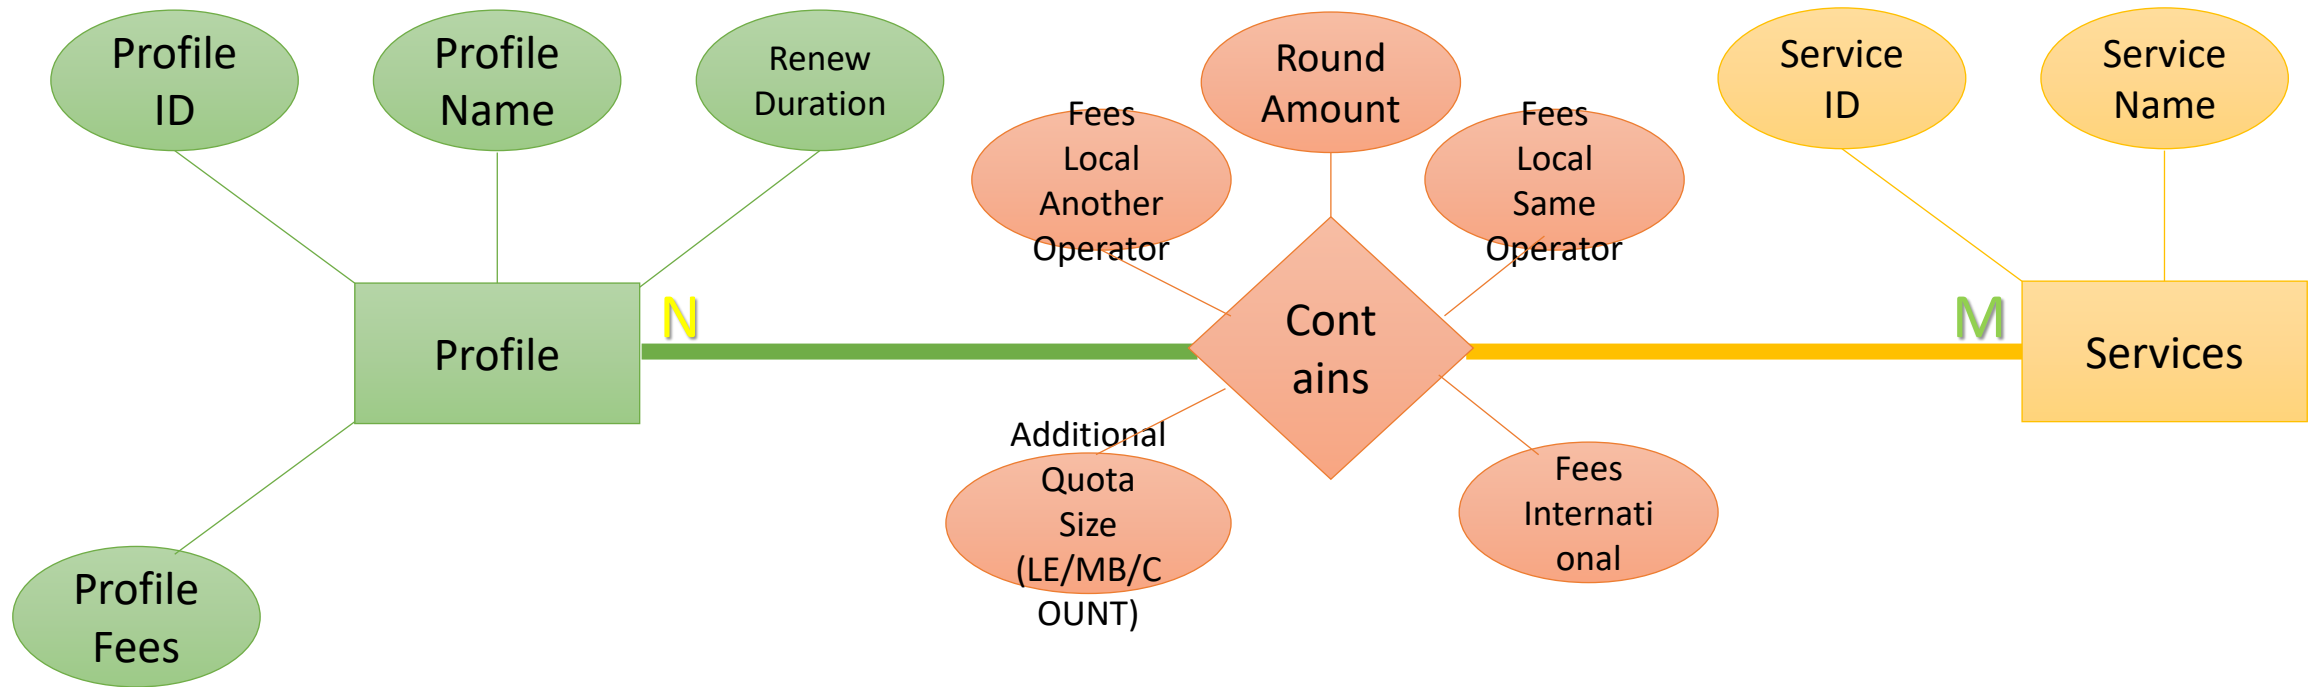 Profile
ID
Profile
Name
Renew
Duration
Fees
Local
Another
Operator
Round
Amount
Fees
Local
Same
Operator
Service
ID
Service
Name
Profile
N
Cont
ains
M
Services
Additional
Quota
Size
(LE/MB/C
OUNT)
Fees
Internati
onal
Profile
Fees